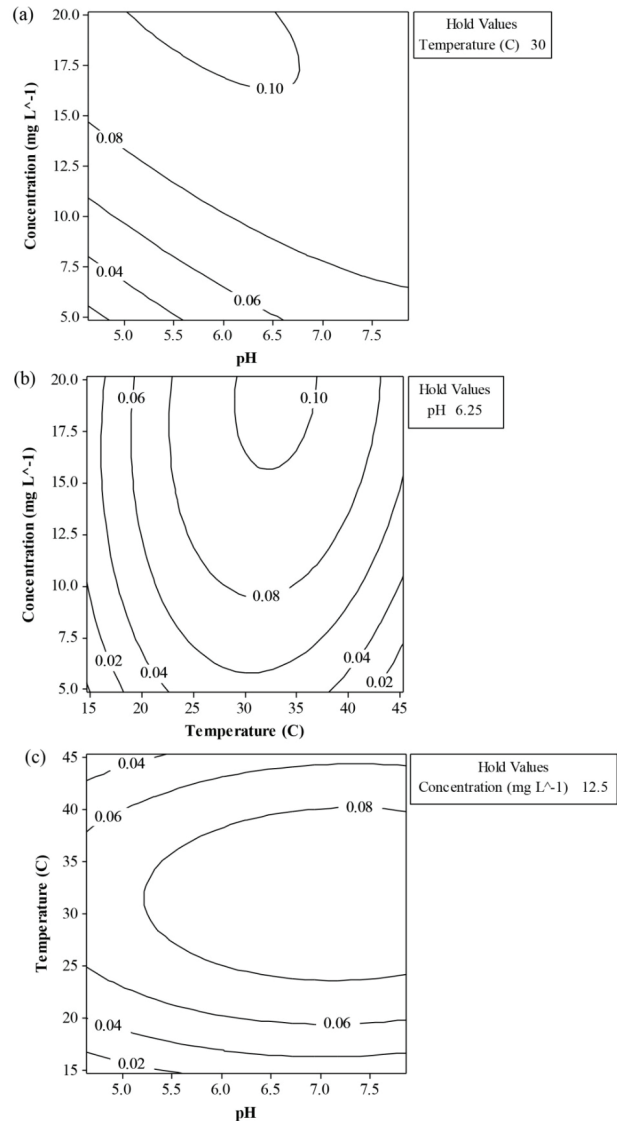 (a)
Hold Values
Temperature (C) 30
20.0
17.5
15.0
12.5
10.0
7.5
5.0
Concentration (mg L^-1)
0.10
0.08
0.04
0.06
5.0 5.5 6.0 6.5 7.0 7.5
pH
(b)
Hold Values
pH 6.25
20.0
17.5
15.0
12.5
10.0
7.5
5.0
Concentration (mg L^-1)
0.06
0.10
0.08
0.02
0.04
0.04
0.02
15 20 25 30 35 40 45
Temperature (C)
(c)
Hold Values
Concentration (mg L^-1) 12.5
45
40
35
30
25
20
15
Temperature (C)
0.04
0.06
0.08
0.06
0.04
0.02
5.0 5.5 6.0 6.5 7.0 7.5
pH